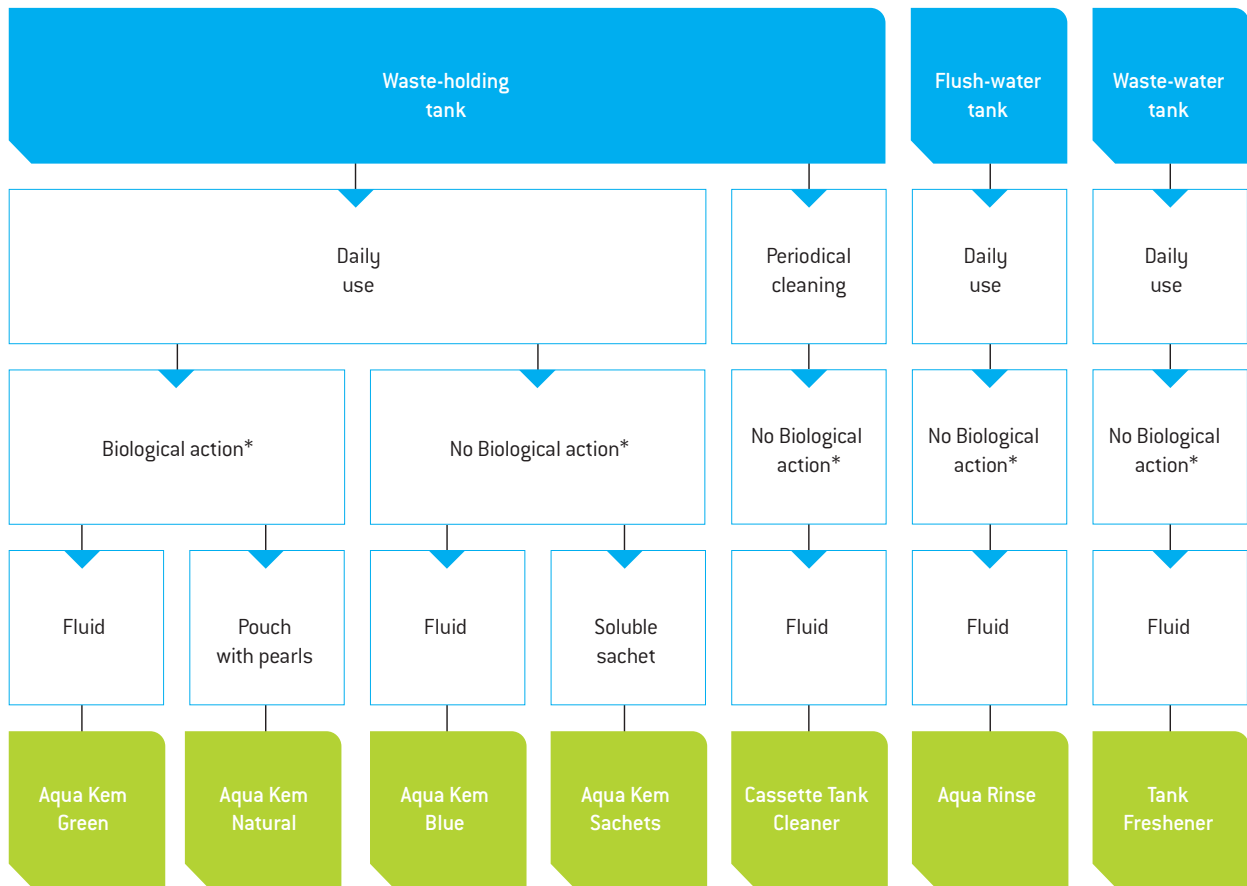 Waste-holding
tank
Flush-water
tank
Waste-water
tank
Daily
use
Periodical
cleaning
Daily
use
Daily
use
Biological action*
No Biological action*
No Biological
action*
No Biological
action*
No Biological
action*
Fluid
Pouch
with pearls
Fluid
Soluble
sachet
Fluid
Fluid
Fluid
Aqua Kem
Green
Aqua Kem
Natural
Aqua Kem
Blue
Aqua Kem
Sachets
Cassette Tank
Cleaner
Aqua Rinse
Tank
Freshener